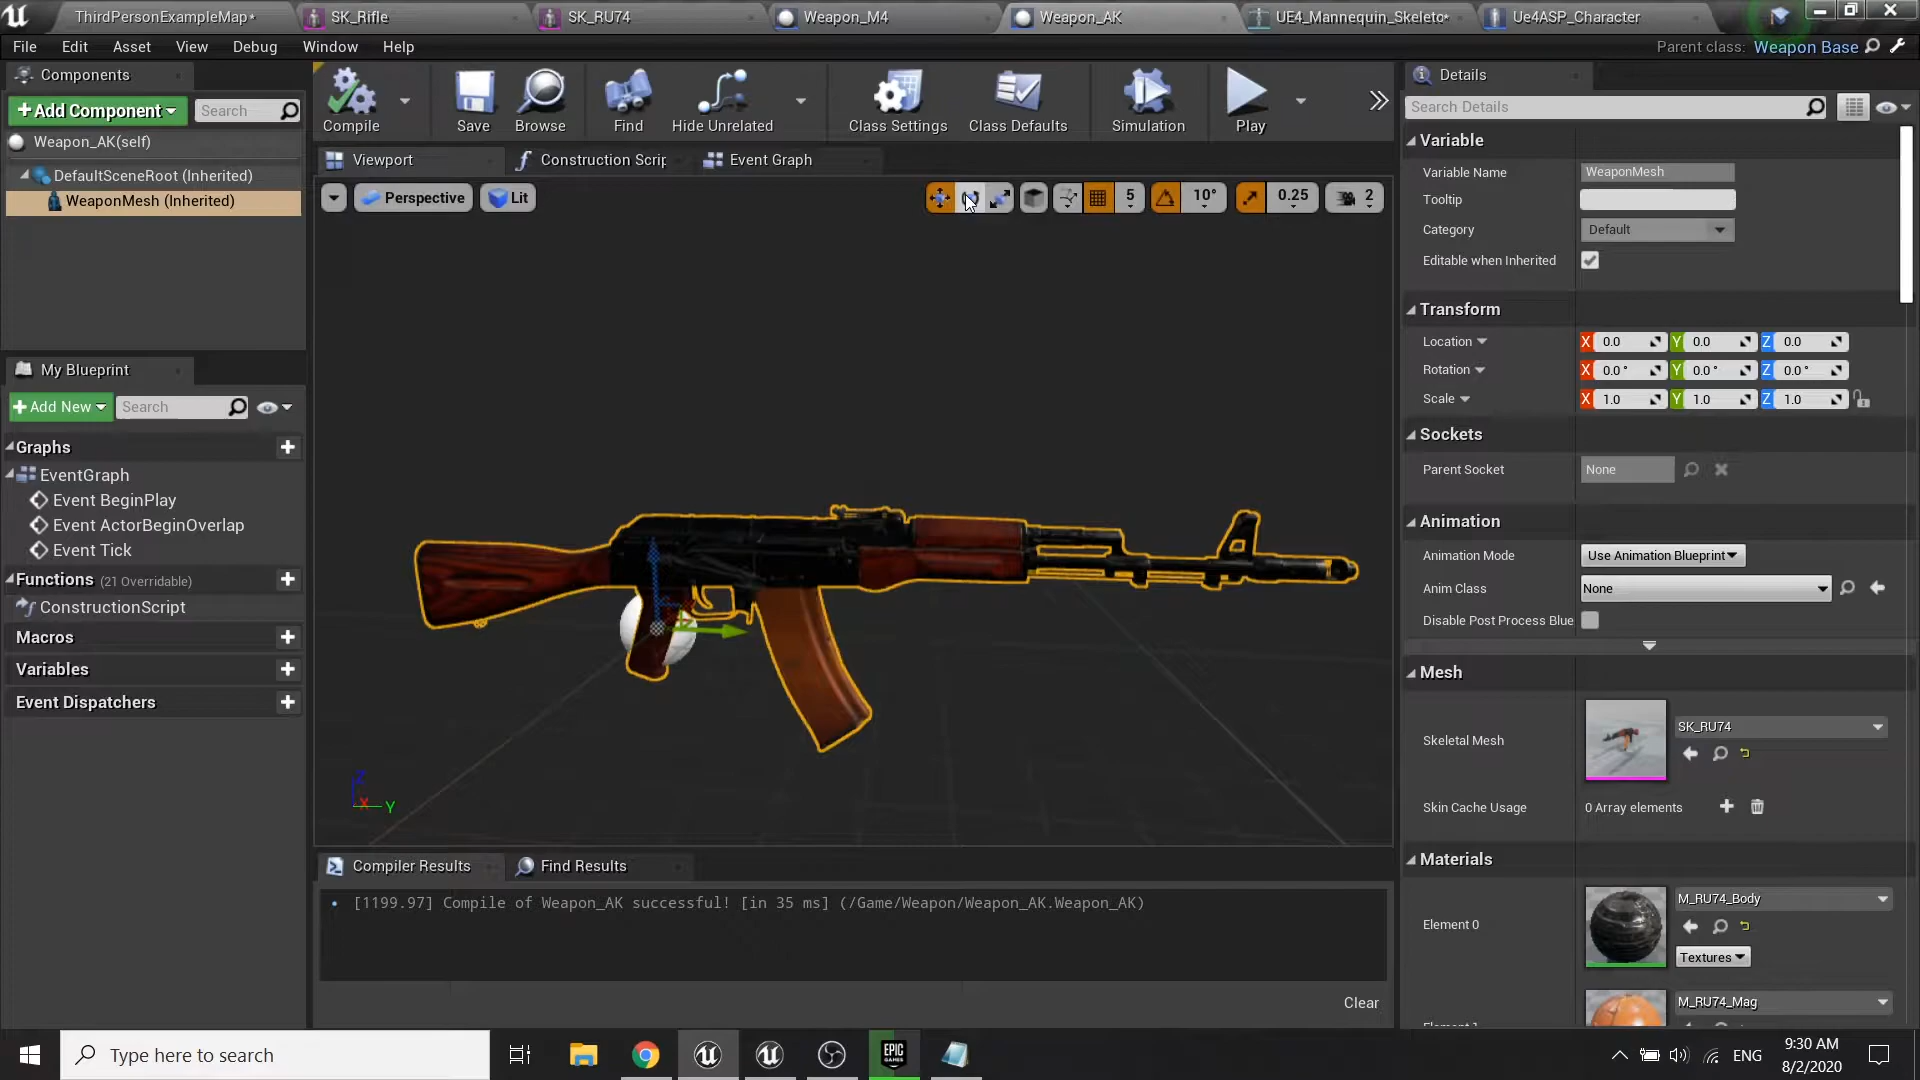 ThirdPersonExampleMap*
SK_Rifle
SK_RU74
Weapon_M4
Weapon_AK
UE4_Mannequin_Skeleto*
Ue4ASP_Character
File Edit Asset View Debug Window Help
Parent class: Weapon Base
Components
+Add Component
Search
Weapon_AK(self)
DefaultSceneRoot (Inherited)
WeaponMesh (Inherited)
My Blueprint
+Add New
Search
Graphs
EventGraph
Event BeginPlay
Event ActorBeginOverlap
Event Tick
Functions (21 Overridable)
ConstructionScript
Macros
Variables
Event Dispatchers
Compile
Save
Browse
Find
Hide Unrelated
Class Settings
Class Defaults
Simulation
Play
Viewport
Construction Scrip
Event Graph
Perspective
Lit
5
10°
0.25
2
Z
X
Y
Compiler Results
Find Results
[1199.97] Compile of Weapon_AK successful! [in 35 ms] (/Game/Weapon/Weapon_AK.Weapon_AK)
Clear
Details
Search Details
Variable
Variable Name WeaponMesh
Tooltip
Category Default
Editable when Inherited
Transform
Location X 0.0 Y 0.0 Z 0.0
Rotation X 0.0° Y 0.0° Z 0.0°
Scale X 1.0 Y 1.0 Z 1.0
Sockets
Parent Socket None
Animation
Animation Mode Use Animation Blueprint
Anim Class None
Disable Post Process Blue
Mesh
Skeletal Mesh SK_RU74
Skin Cache Usage 0 Array elements
Materials
Element 0 M_RU74_Body
Textures
M_RU74_Mag
Type here to search
EPIC GAMES
ENG
9:30 AM
8/2/2020